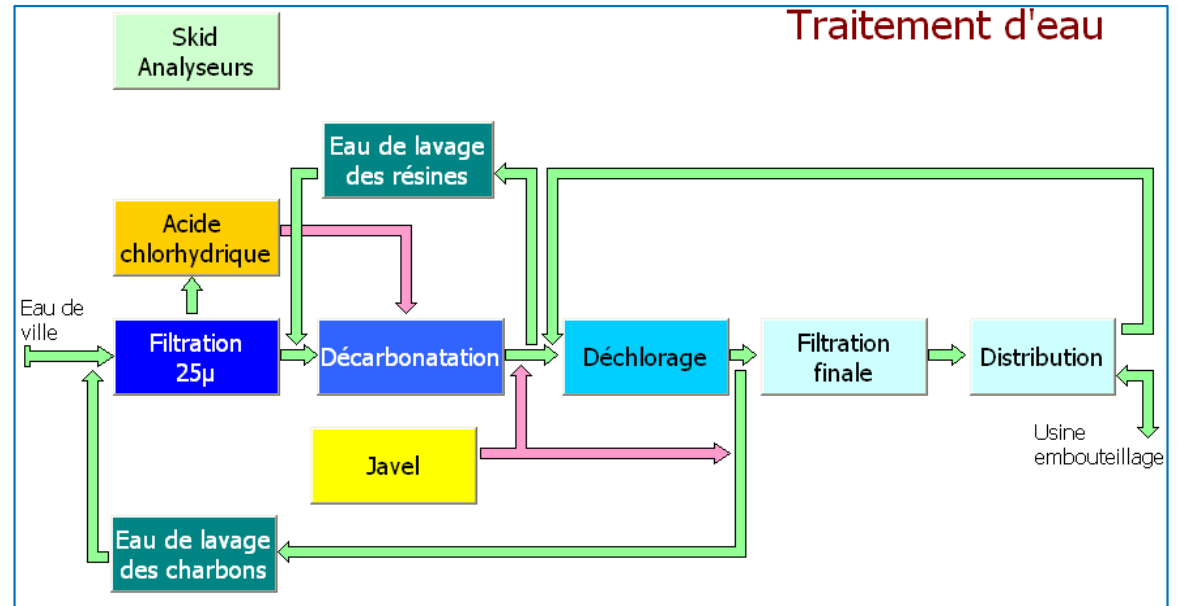 Traitement d'eau
Skid
Analyseurs
Eau de lavage
des résines
Acide
chlorhydrique
Eau de
ville
Filtration
25µ
Décarbonatation
Déchlorage
Filtration
finale
Distribution
Usine
embouteillage
Javel
Eau de lavage
des charbons